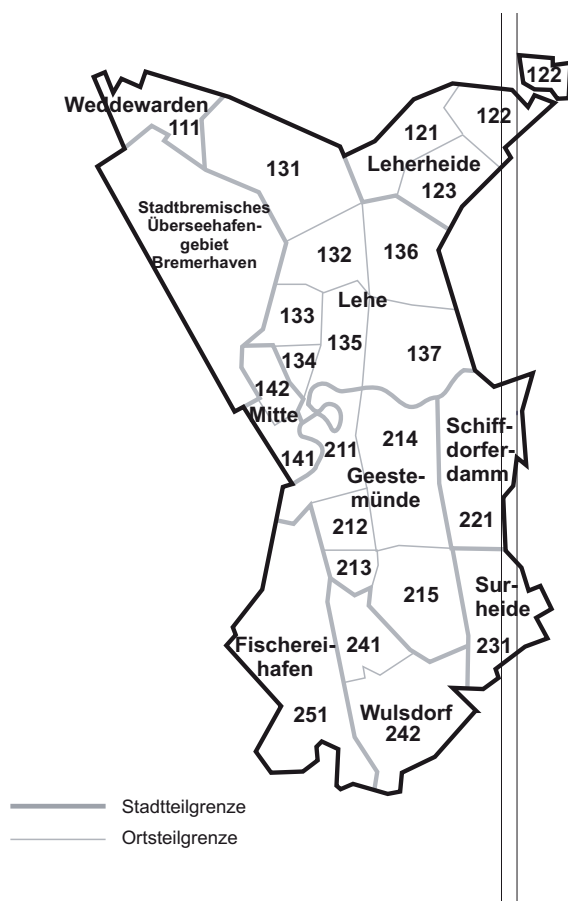 122
Weddewarden
111
121
122
Leherheide
123
131
Stadtbremisches
Überseehafen-
gebiet
Bremerhaven
132
136
Lehe
133
135
134
137
142
Mitte
141
211
214
Schiff-
dorfer-
damm
Geeste-
münde
212
221
213
215
Sur-
heide
241
231
Fischerei-
hafen
251
Wulsdorf
242
Stadtteilgrenze
Ortsteilgrenze